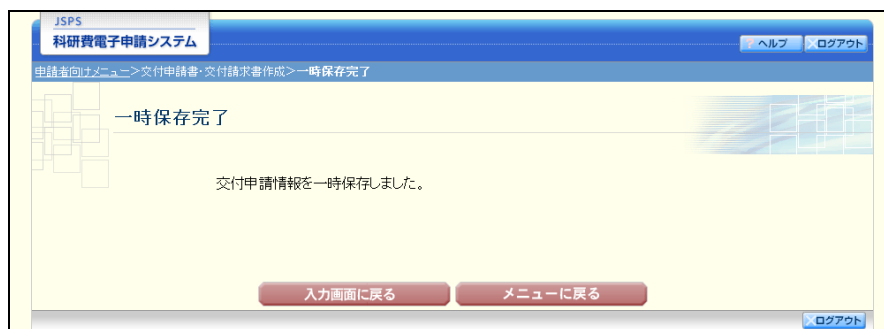 JSPS
科研費電子申請システム
? ヘルプ
×ログアウト
申請者向けメニュー>交付申請書・交付請求書作成>一時保存完了
一時保存完了
交付申請情報を一時保存しました。
入力画面に戻る
メニューに戻る
×ログアウト